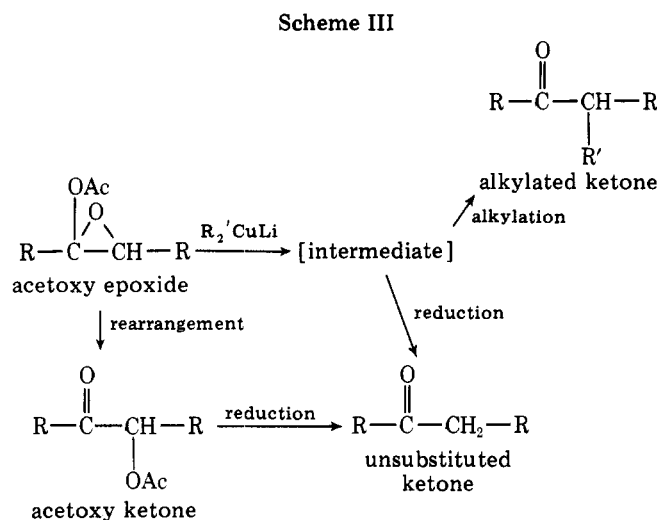 Scheme III
O
R—C—CH—R
R′
alkylated ketone
alkylation
OAc
O
R—C—CH—R
R₂′CuLi
[intermediate]
acetoxy epoxide
rearrangement
reduction
O
R—C—CH—R
OAc
acetoxy ketone
reduction
O
R—C—CH₂—R
unsubstituted
ketone